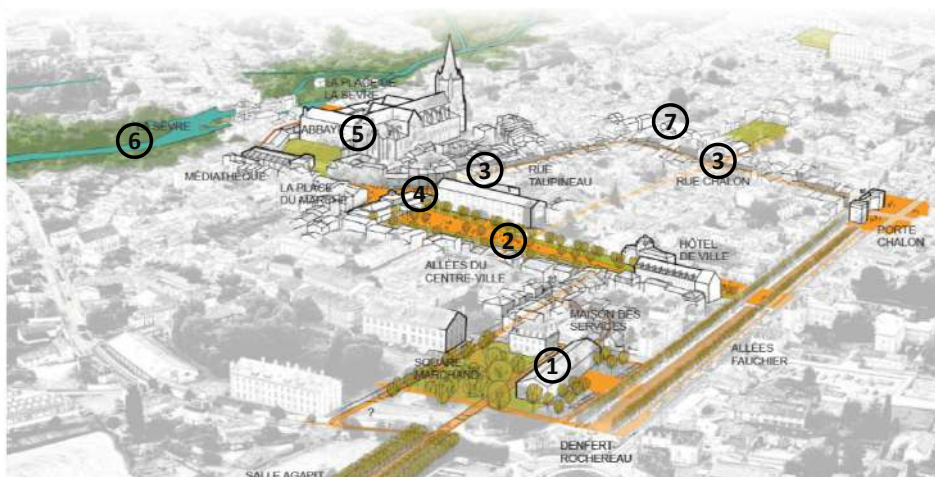 LA PLACE DE
LA SÈVRE
7
6
SÈVRE
L'ABBAY
5
3
3
MÉDIATHÈQUE
RUE
TAUPINEAU
RUE CHALON
LA PLACE
DU MARCHÉ
4
PORTE
CHALON
2
HÔTEL
DE VILLE
ALLÉES DU
CENTRE-VILLE
MAISON DES
SERVICES
ALLÉES
FAUCHIER
SQUARE
MARCHAND
1
?
DENFERT-
ROCHEREAU
SALLE AGAPIT